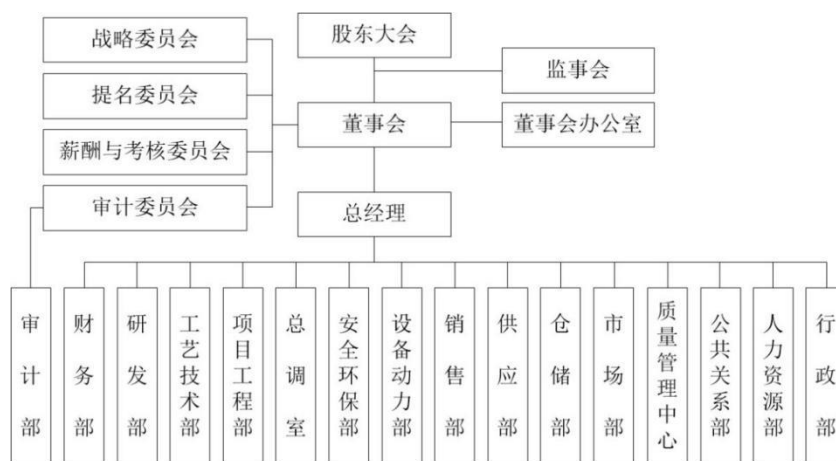 战略委员会
股东大会
监事会
提名委员会
董事会
董事会办公室
薪酬与考核委员会
审计委员会
总经理
审计部
财务部
研发部
工艺技术部
项目工程部
总调室
安全环保部
设备动力部
销售部
供应部
仓储部
市场部
质量管理中心
公共关系部
人力资源部
行政部